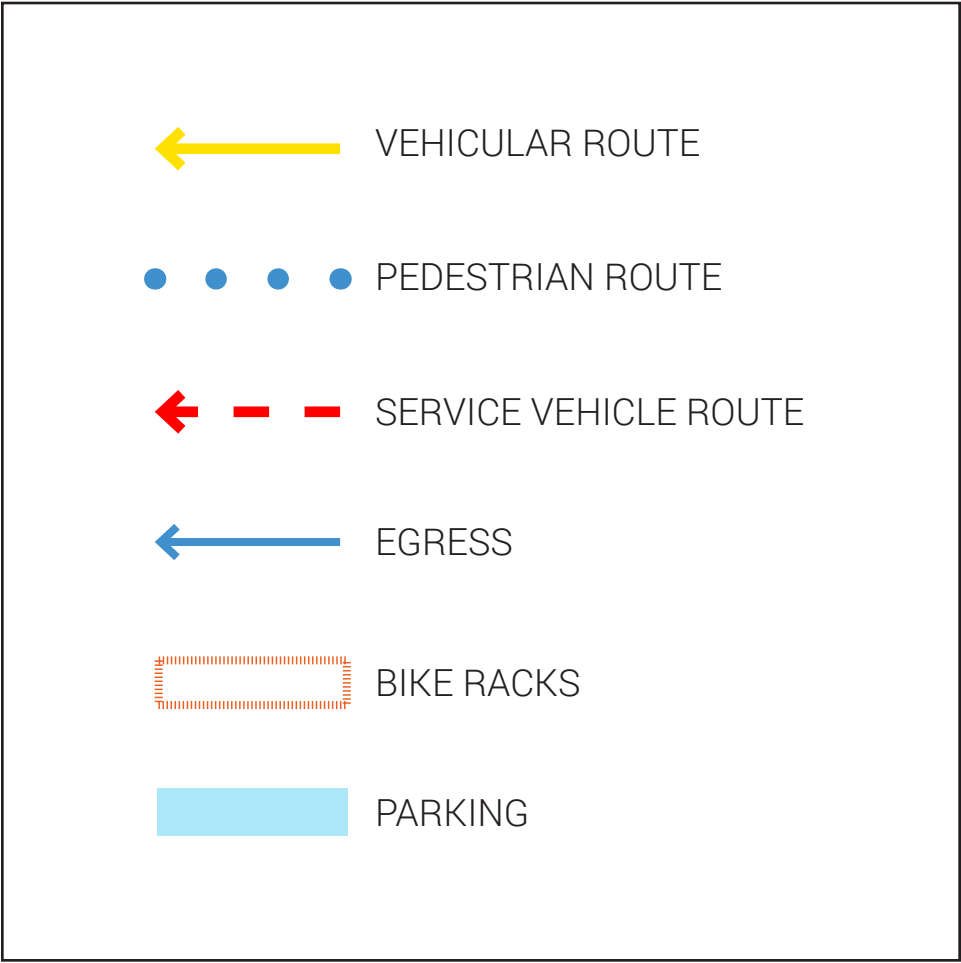 VEHICULAR ROUTE
PEDESTRIAN ROUTE
SERVICE VEHICLE ROUTE
EGRESS
BIKE RACKS
PARKING